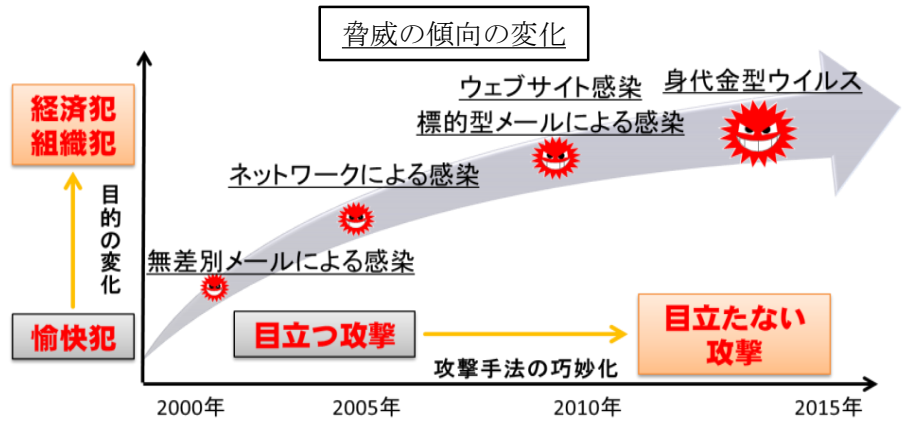 脅威の傾向の変化
ウェブサイト感染
身代金型ウイルス
標的型メールによる感染
経済犯
組織犯
ネットワークによる感染
目的の変化
無差別メールによる感染
愉快犯
目立つ攻撃
目立たない
攻撃
攻撃手法の巧妙化
2000年
2005年
2010年
2015年